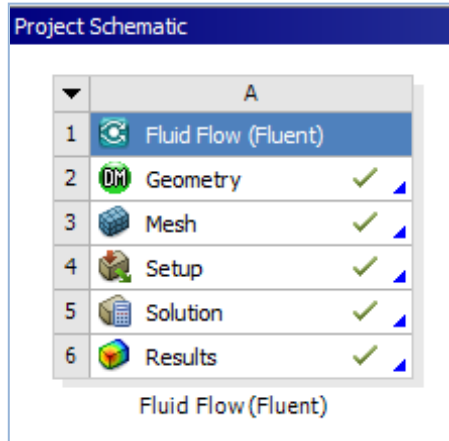 Project Schematic
A
1 Fluid Flow (Fluent)
2 DM Geometry
3 Mesh
4 Setup
5 Solution
6 Results
Fluid Flow (Fluent)